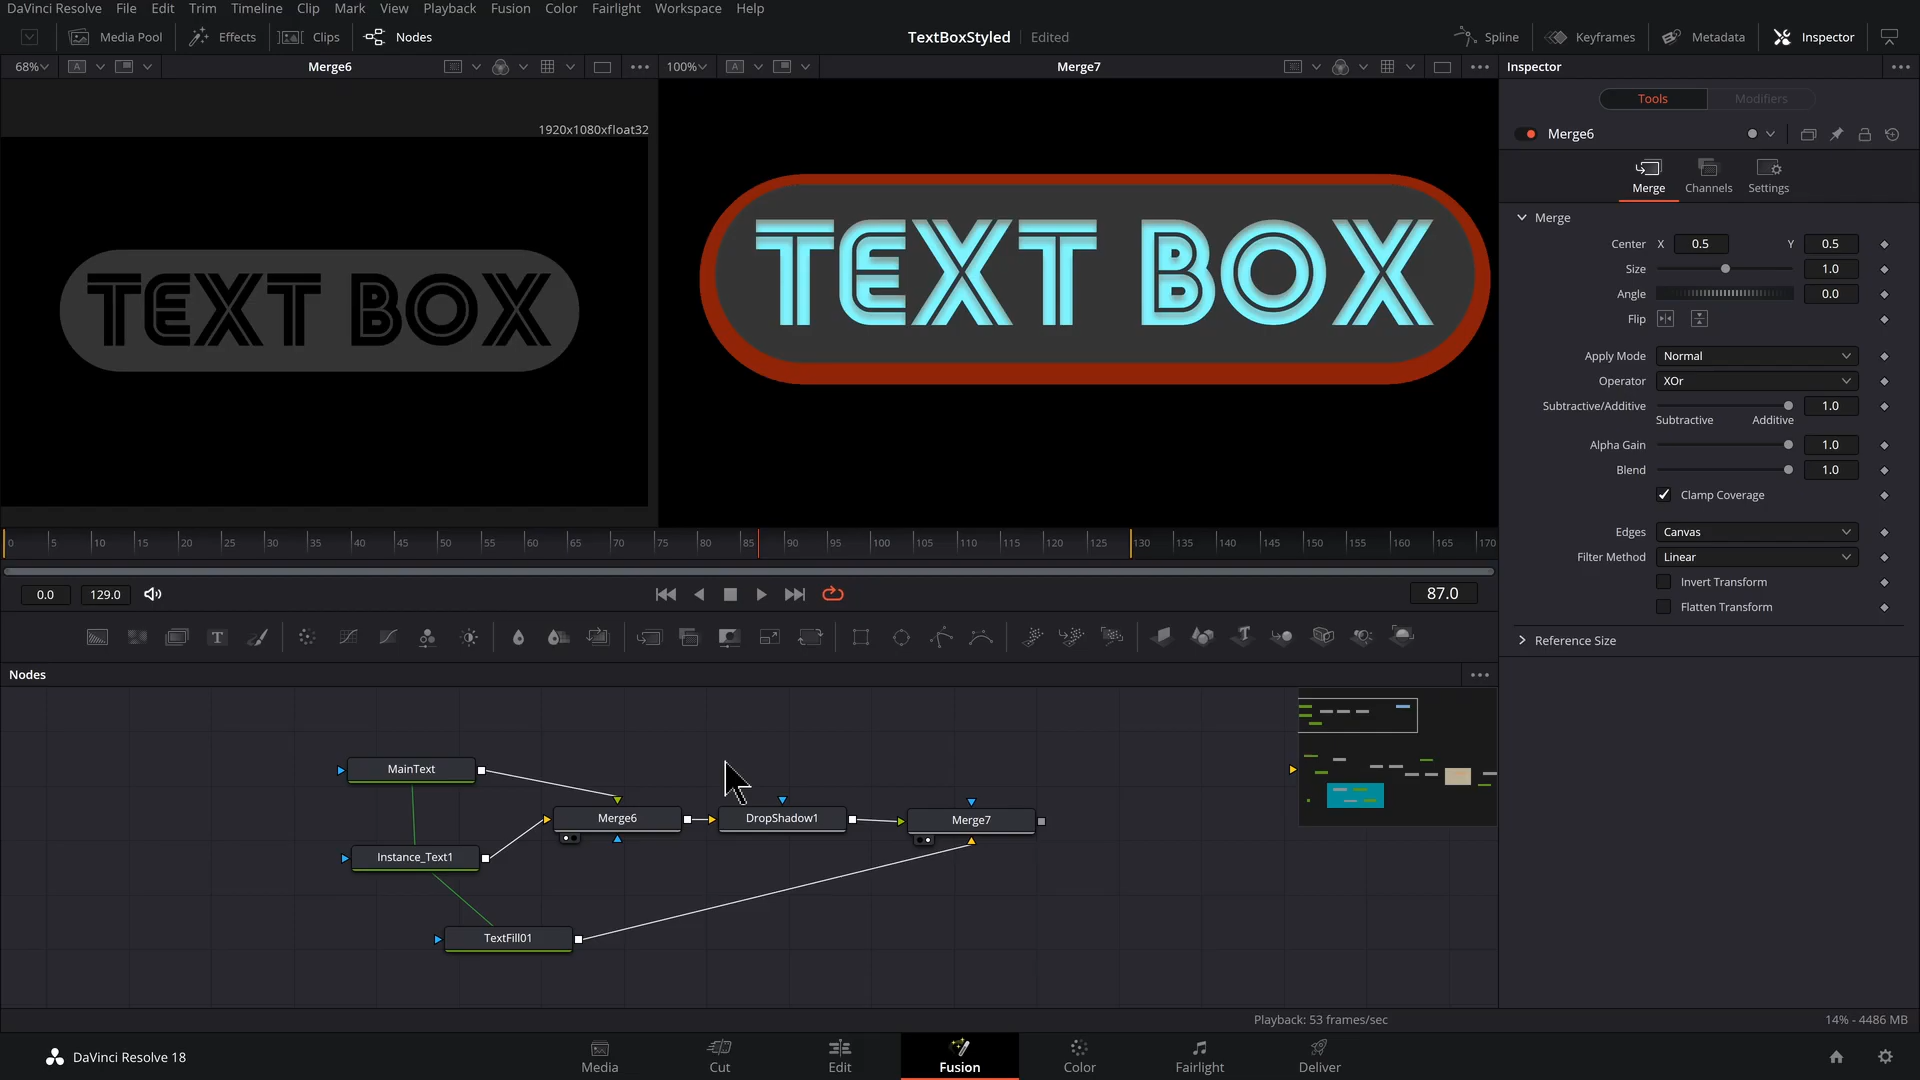 DaVinci Resolve File Edit Trim Timeline Clip Mark View Playback Fusion Color Fairlight Workspace Help
Media Pool Effects Clips Nodes TextBoxStyled Edited Spline Keyframes Metadata Inspector
68% A Merge6 100% A Merge7 Inspector
Tools Modifiers
1920x1080xfloat32
Merge6
Merge Channels Settings
TEXT BOX
TEXT BOX
Merge
Center X 0.5 Y 0.5
Size 1.0
Angle 0.0
Flip
Apply Mode Normal
Operator XOr
Subtractive/Additive 1.0
Subtractive Additive
Alpha Gain 1.0
Blend 1.0
Clamp Coverage
Edges Canvas
Filter Method Linear
Invert Transform
Flatten Transform
Reference Size
0 5 10 15 20 25 30 35 40 45 50 55 60 65 70 75 80 85 90 95 100 105 110 115 120 125 130 135 140 145 150 155 160 165 170
0.0 129.0 87.0
T T
Nodes
MainText
Merge6 DropShadow1 Merge7
Instance_Text1
TextFill01
Playback: 53 frames/sec 14% - 4486 MB
DaVinci Resolve 18 Media Cut Edit Fusion Color Fairlight Deliver